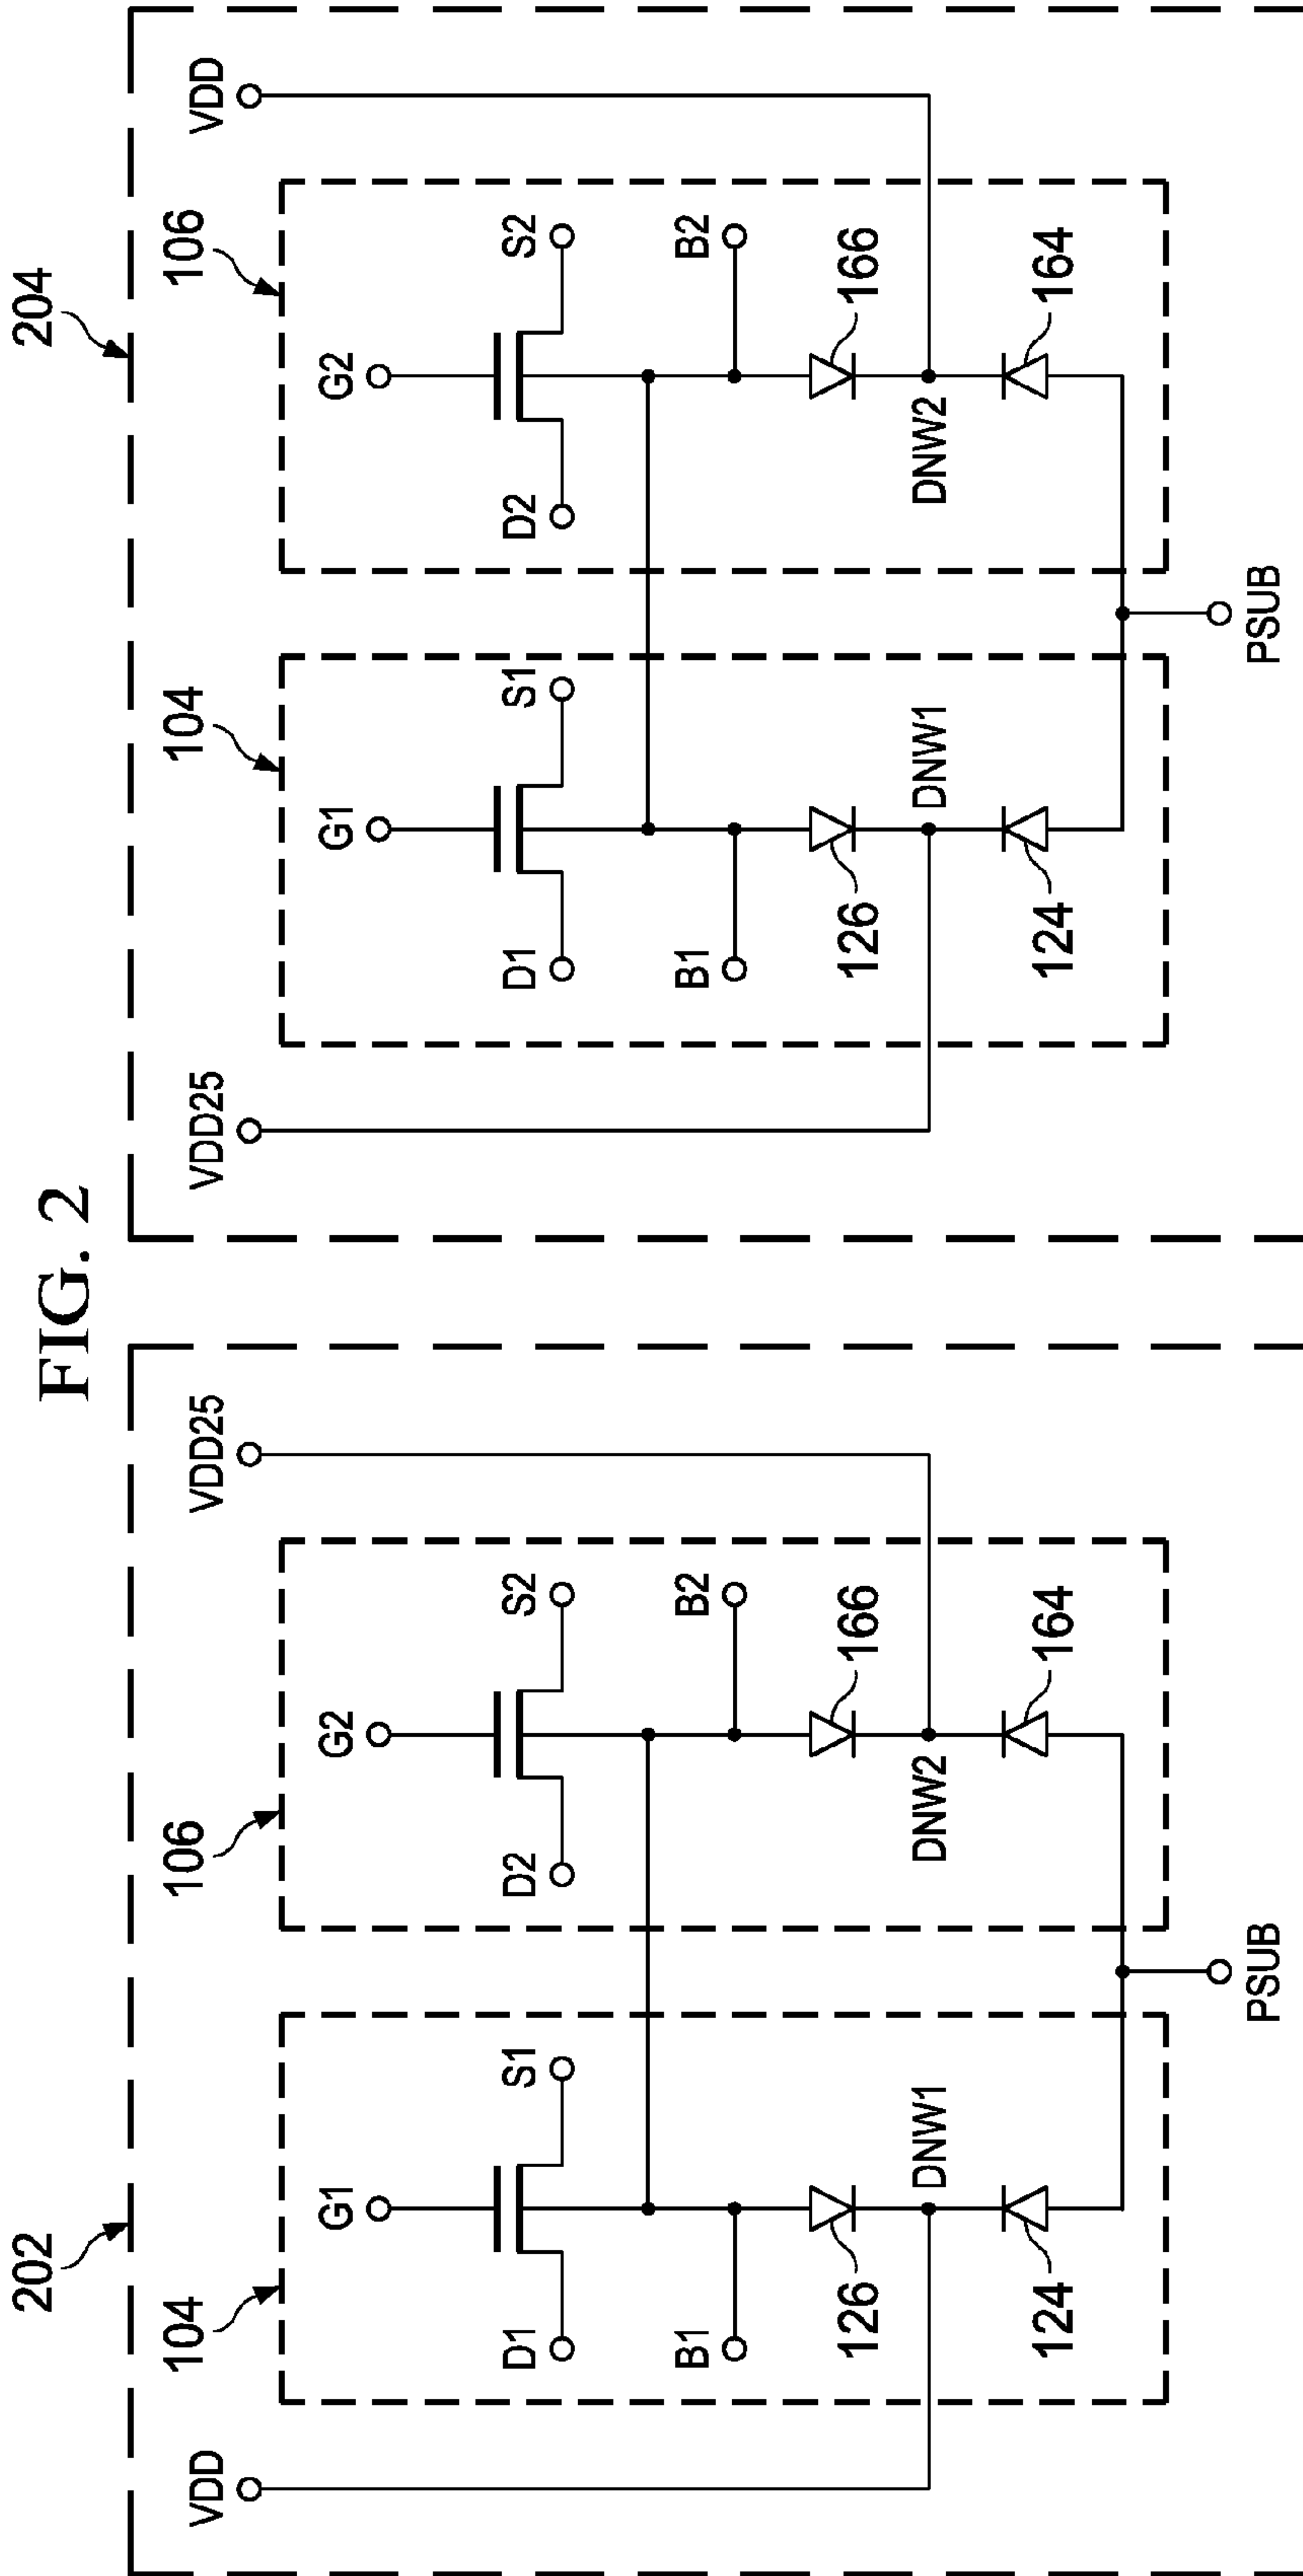 FIG. 2
202
VDD
VDD25
104
106
G1
G2
D1
S1
D2
S2
B1
B2
126
166
DNW1
DNW2
124
164
PSUB
204
VDD25
VDD
104
106
G1
G2
D1
S1
D2
S2
B1
B2
126
166
DNW1
DNW2
124
164
PSUB